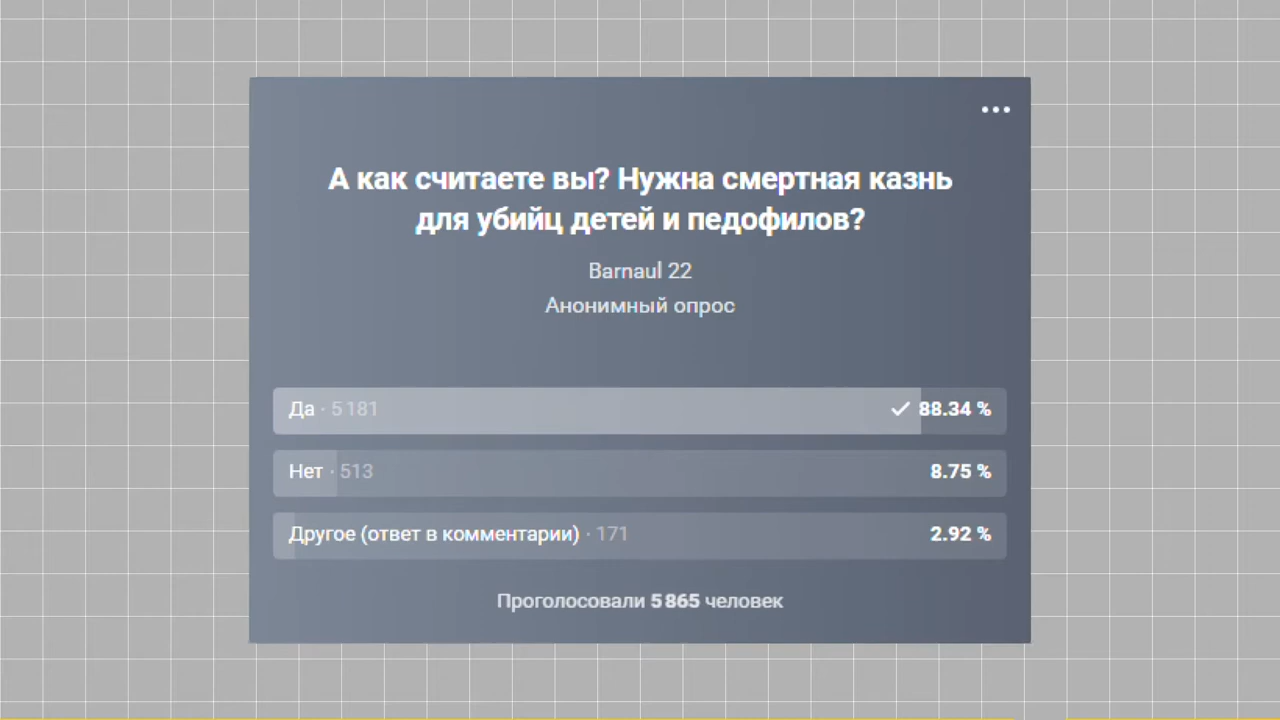 А как считаете вы? Нужна смертная казнь
для убийц детей и педофилов?
Barnaul 22
Анонимный опрос
Да · 5 181 88.34 %
Нет · 513 8.75 %
Другое (ответ в комментарии) · 171 2.92 %
Проголосовали 5 865 человек